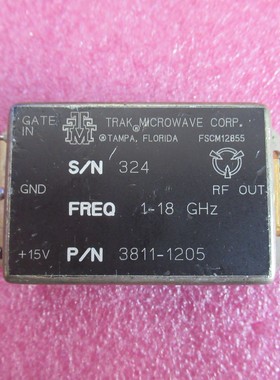 GATE IN
TTM
TRAK MICROWAVE CORP.
®TAMPA, FLORIDA FSCM12855
S/N 324
GND
RF OUT
FREQ 1-18 GHz
+15V
P/N 3811-1205